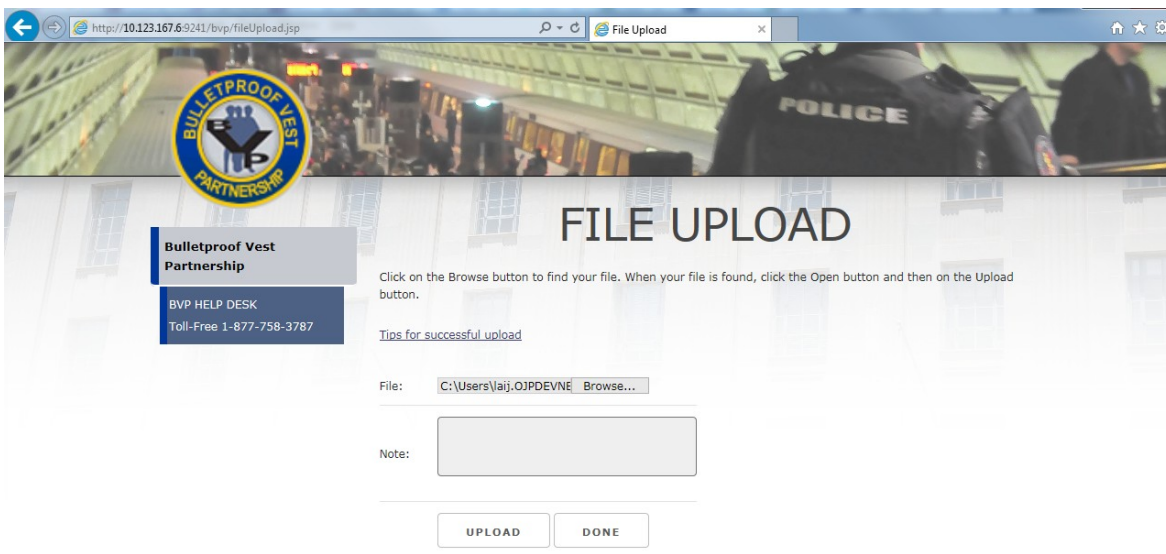 http://10.123.167.6:9241/bvp/fileUpload.jsp
File Upload
BULLETPROOF VEST
BVP
PARTNERSHIP
POLICE
FILE UPLOAD
Bulletproof Vest
Partnership
BVP HELP DESK
Toll-Free 1-877-758-3787
Click on the Browse button to find your file. When your file is found, click the Open button and then on the Upload
button.
Tips for successful upload
File: C:\Users\laij.OJPDEVNE Browse...
Note:
UPLOAD DONE